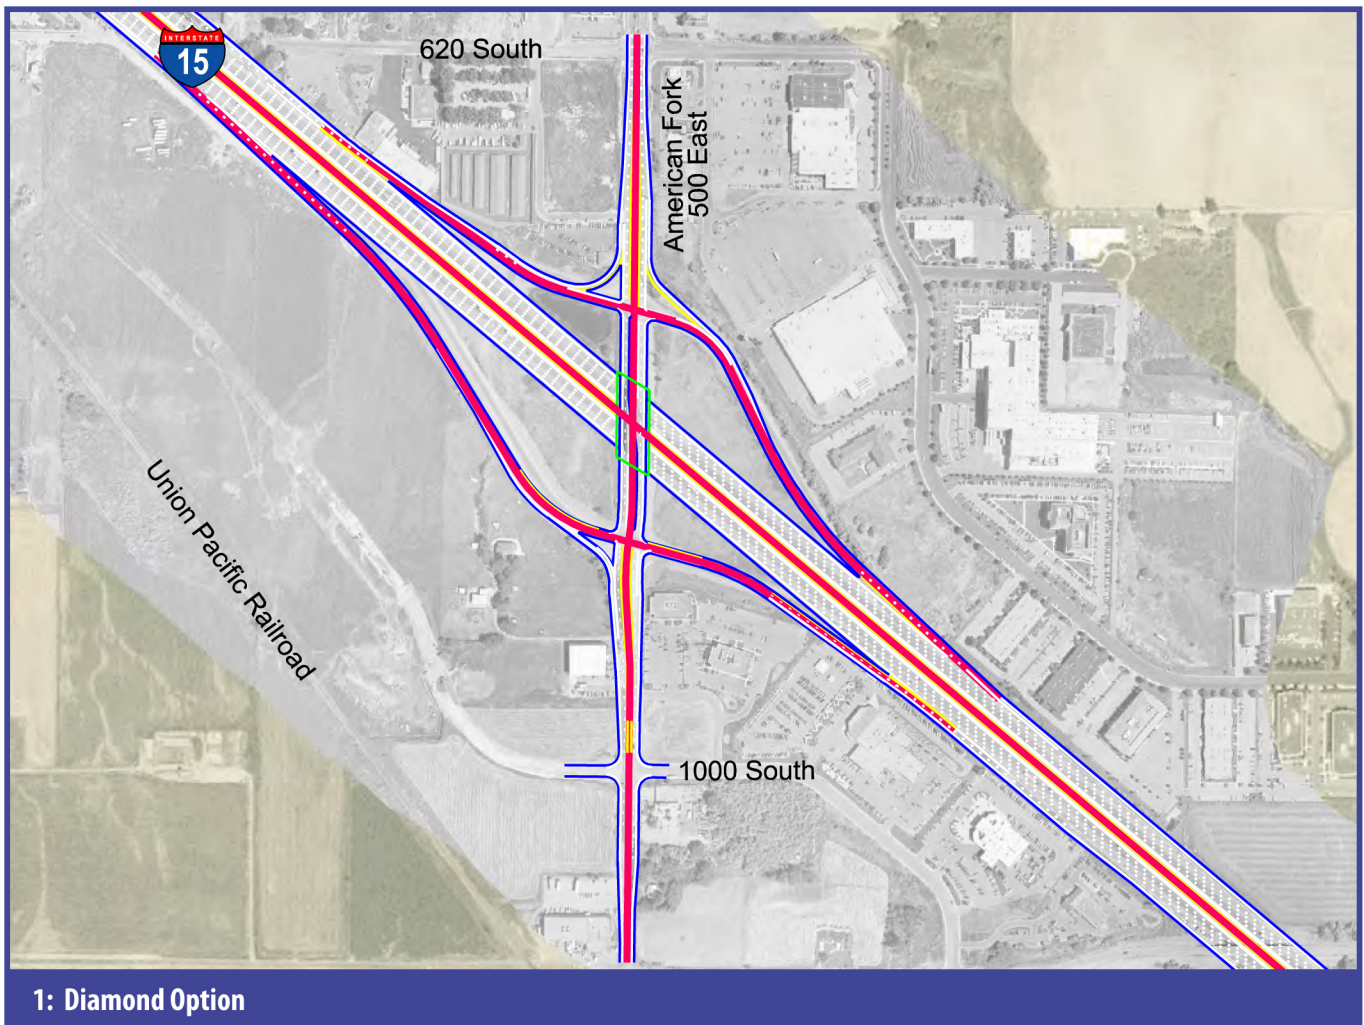 INTERSTATE
15
620 South
American Fork
500 East
Union Pacific Railroad
1000 South
1: Diamond Option